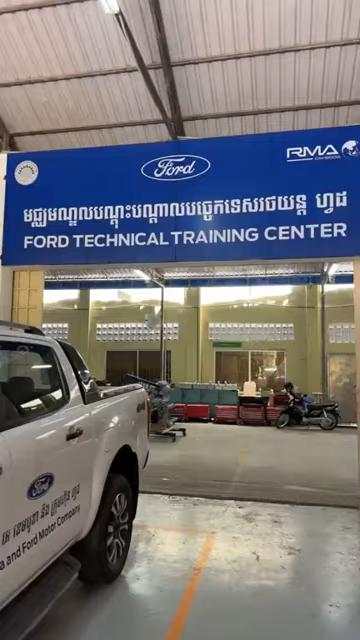 Ford
RMA
CAMBODIA
មជ្ឈមណ្ឌលបណ្តុះបណ្តាលបច្ចេកទេសរថយន្ត ហ្វដ
FORD TECHNICAL TRAINING CENTER
Ford
and Ford Motor Company